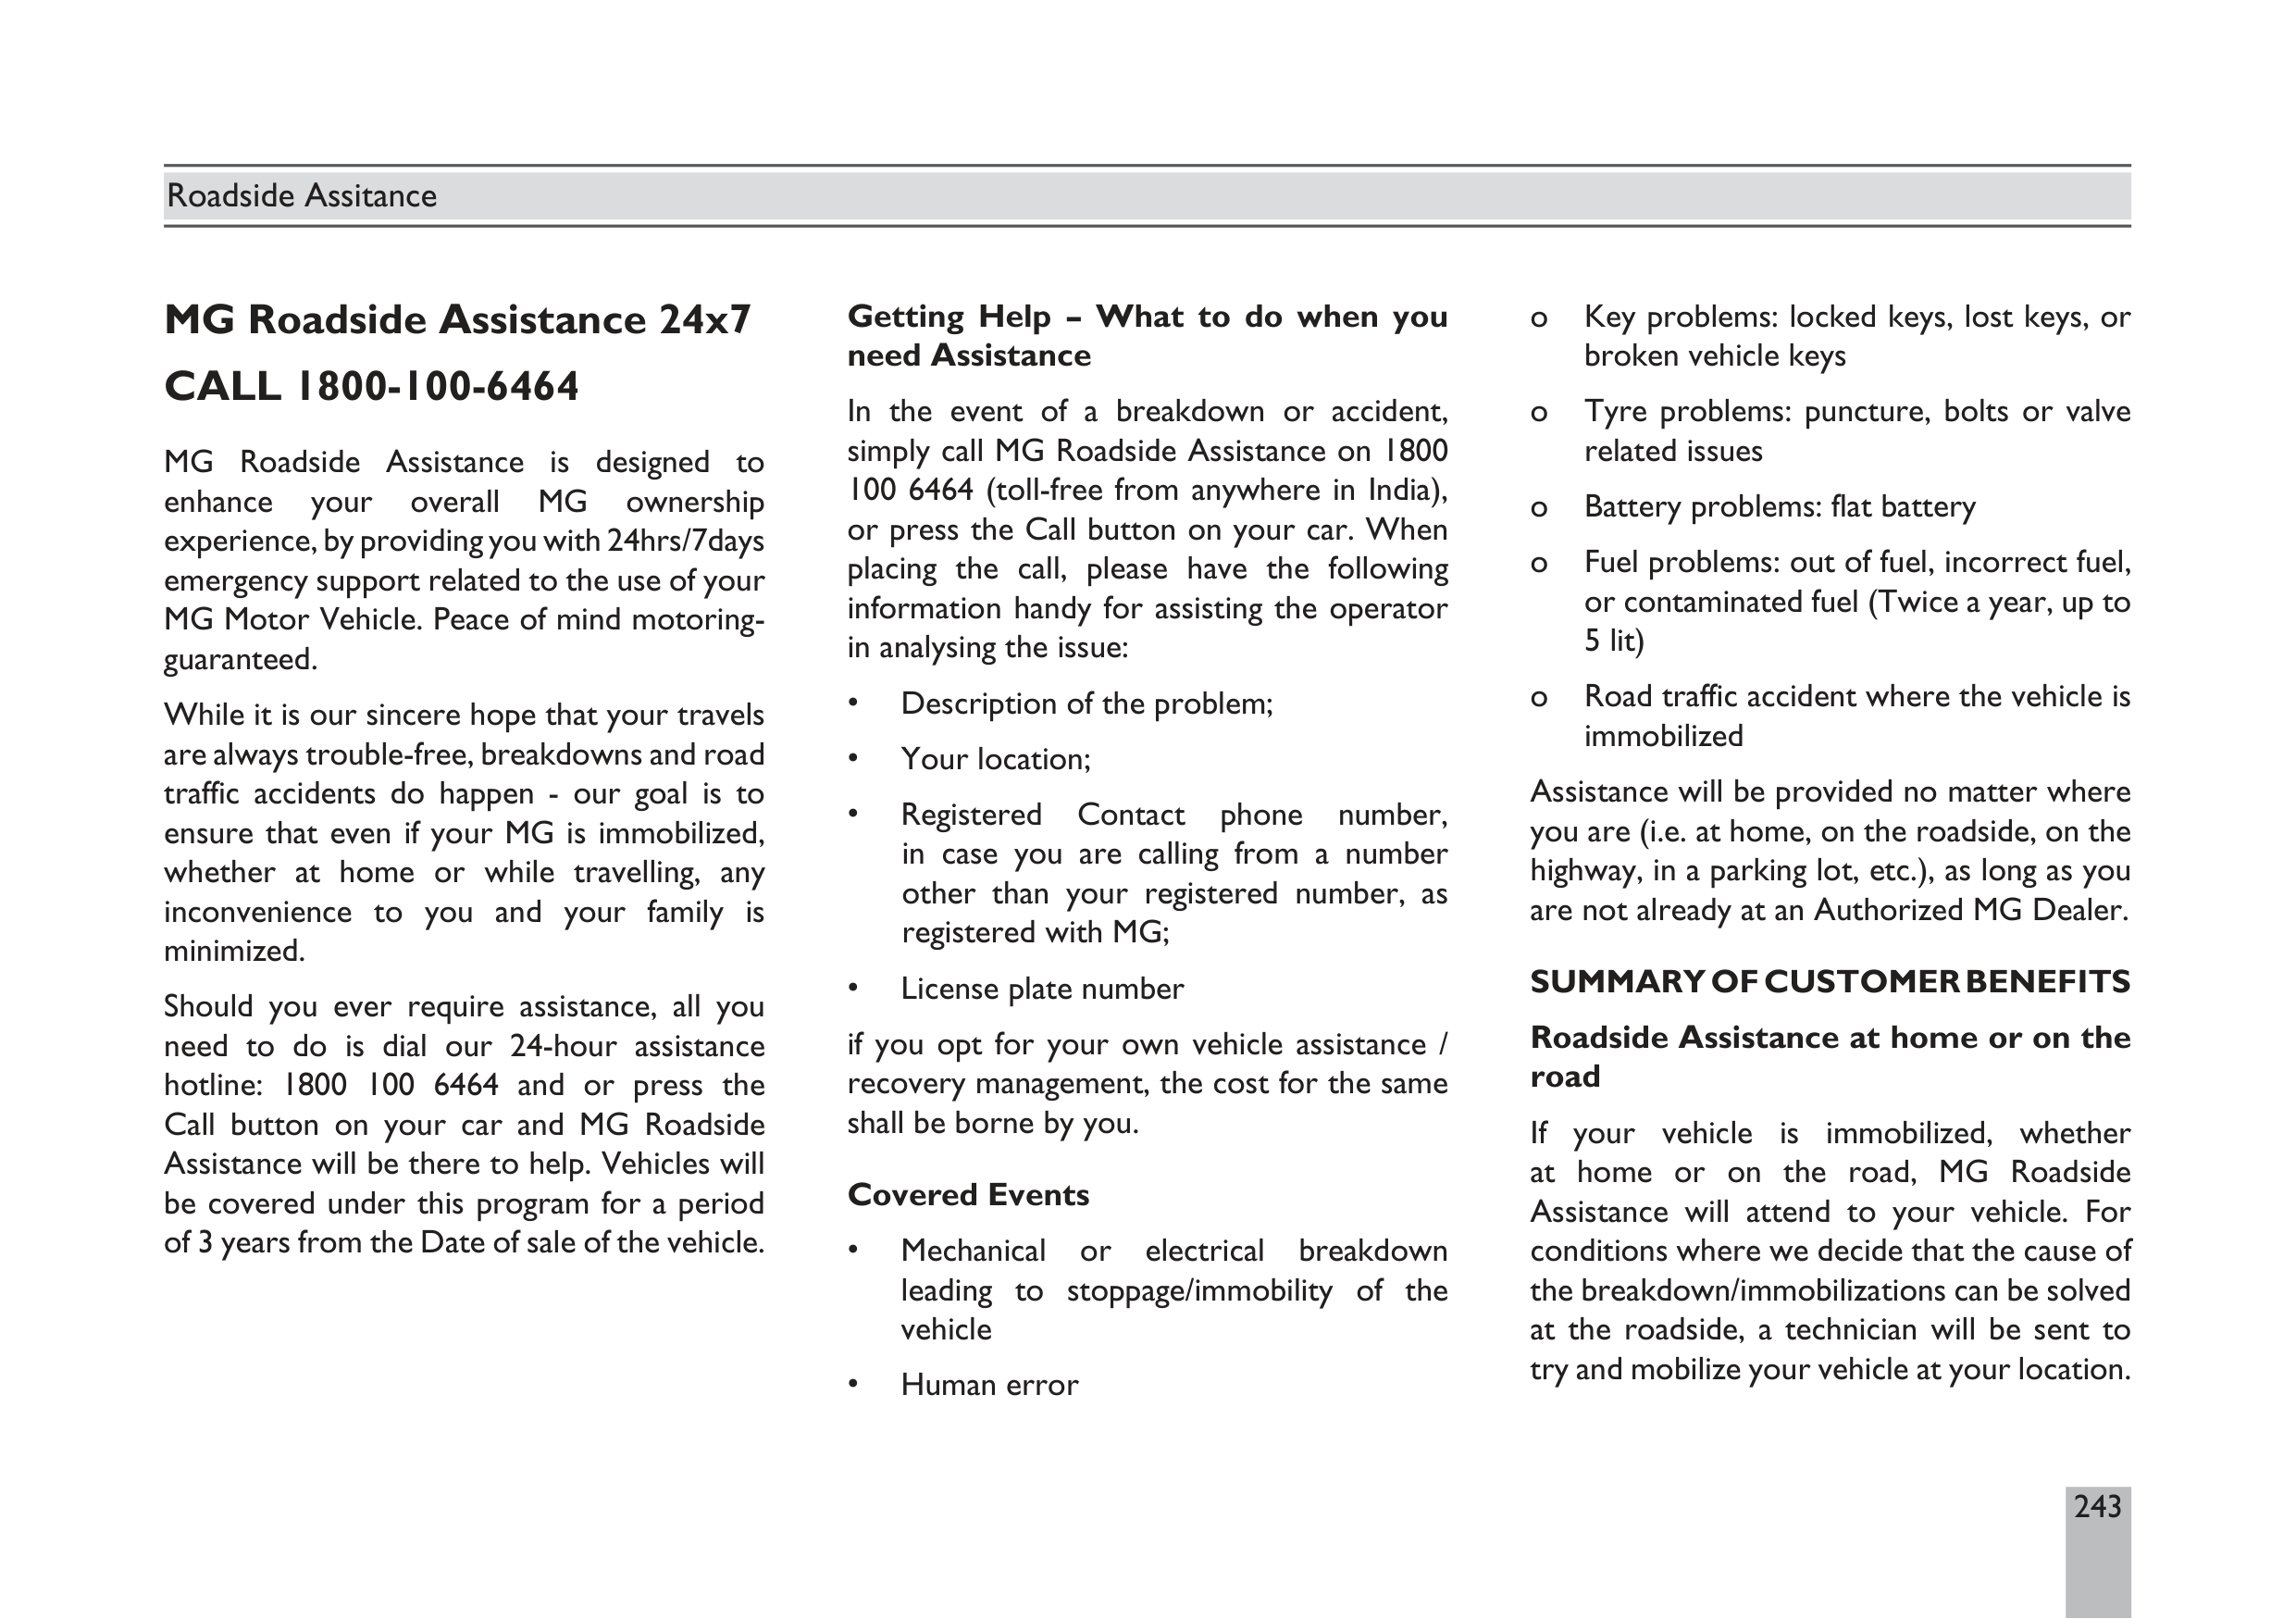 Roadside Assitance
MG Roadside Assistance 24x7
CALL 1800-100-6464
MG Roadside Assistance is designed to
enhance your overall MG ownership
experience, by providing you with 24hrs/7days
emergency support related to the use of your
MG Motor Vehicle. Peace of mind motoring-
guaranteed.
While it is our sincere hope that your travels
are always trouble-free, breakdowns and road
traffic accidents do happen - our goal is to
ensure that even if your MG is immobilized,
whether at home or while travelling, any
inconvenience to you and your family is
minimized.
Should you ever require assistance, all you
need to do is dial our 24-hour assistance
hotline: 1800 100 6464 and or press the
Call button on your car and MG Roadside
Assistance will be there to help. Vehicles will
be covered under this program for a period
of 3 years from the Date of sale of the vehicle.
Getting Help – What to do when you
need Assistance
In the event of a breakdown or accident,
simply call MG Roadside Assistance on 1800
100 6464 (toll-free from anywhere in India),
or press the Call button on your car. When
placing the call, please have the following
information handy for assisting the operator
in analysing the issue:
• Description of the problem;
• Your location;
• Registered Contact phone number,
in case you are calling from a number
other than your registered number, as
registered with MG;
• License plate number
if you opt for your own vehicle assistance /
recovery management, the cost for the same
shall be borne by you.
Covered Events
• Mechanical or electrical breakdown
leading to stoppage/immobility of the
vehicle
• Human error
o Key problems: locked keys, lost keys, or
broken vehicle keys
o Tyre problems: puncture, bolts or valve
related issues
o Battery problems: flat battery
o Fuel problems: out of fuel, incorrect fuel,
or contaminated fuel (Twice a year, up to
5 lit)
o Road traffic accident where the vehicle is
immobilized
Assistance will be provided no matter where
you are (i.e. at home, on the roadside, on the
highway, in a parking lot, etc.), as long as you
are not already at an Authorized MG Dealer.
SUMMARY OF CUSTOMER BENEFITS
Roadside Assistance at home or on the
road
If your vehicle is immobilized, whether
at home or on the road, MG Roadside
Assistance will attend to your vehicle. For
conditions where we decide that the cause of
the breakdown/immobilizations can be solved
at the roadside, a technician will be sent to
try and mobilize your vehicle at your location.
243